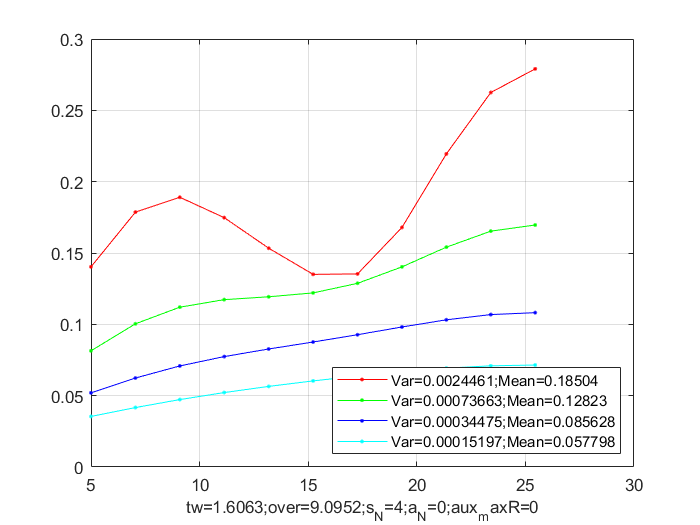 0.3
0.25
0.2
0.15
0.1
0.05
0
Var=0.0024461;Mean=0.18504
Var=0.00073663;Mean=0.12823
Var=0.00034475;Mean=0.085628
Var=0.00015197;Mean=0.057798
5 10 15 20 25 30
tw=1.6063;over=9.0952;s_N=4;a_N=0;aux_maxR=0